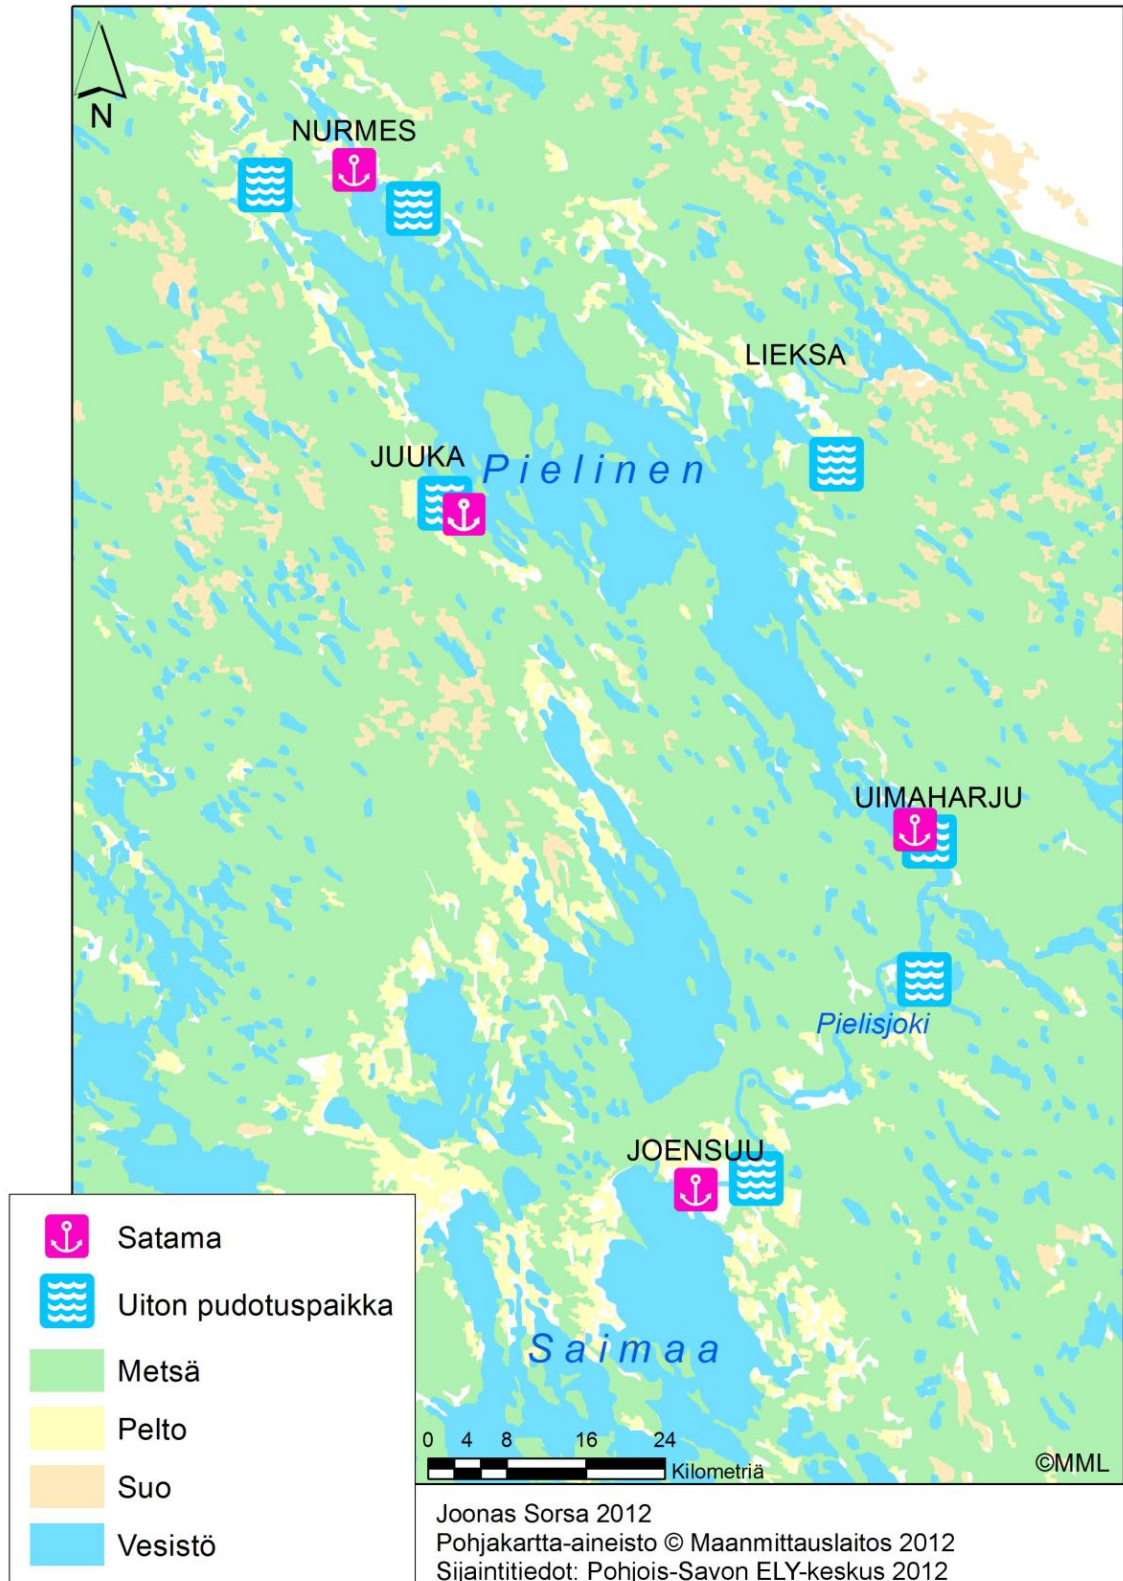 N
NURMES
LIEKSA
JUUKA
Pielinen
UIMAHARJU
Pielisjoki
JOENSUU
Saimaa
Satama
Uiton pudotuspaikka
Metsä
Pelto
Suo
Vesistö
0 4 8 16 24
Kilometriä
©MML
Joonas Sorsa 2012
Pohjakartta-aineisto © Maanmittauslaitos 2012
Sijaintitiedot: Pohjois-Savon ELY-keskus 2012